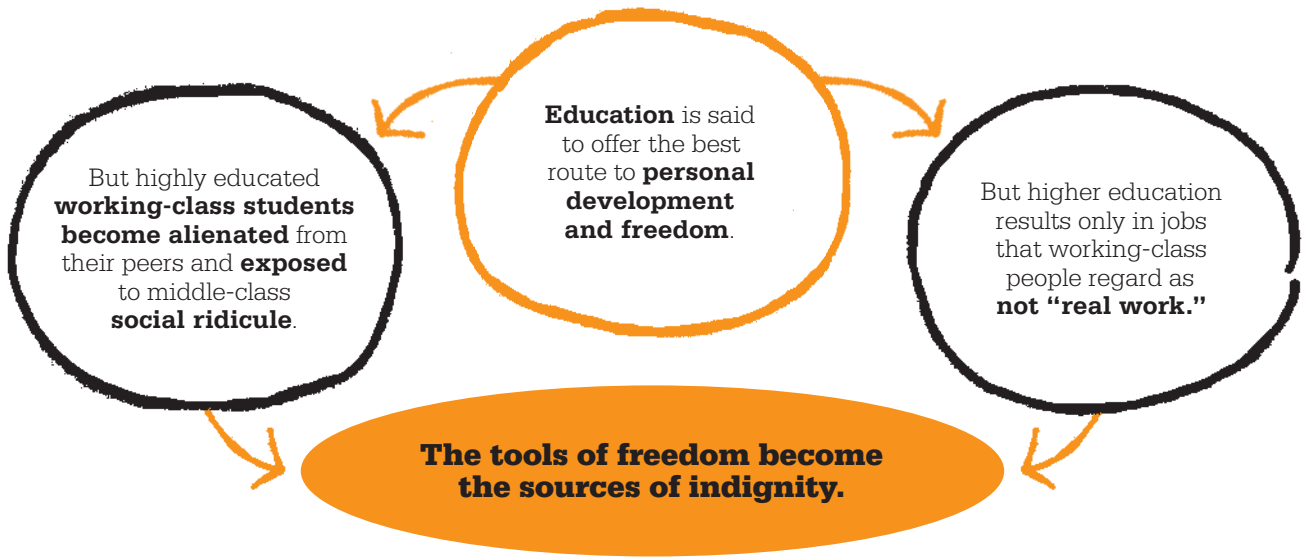 Education is said
to offer the best
route to personal
development
and freedom.
But highly educated
working-class students
become alienated from
their peers and exposed
to middle-class
social ridicule.
But higher education
results only in jobs
that working-class
people regard as
not “real work.”
The tools of freedom become
the sources of indignity.